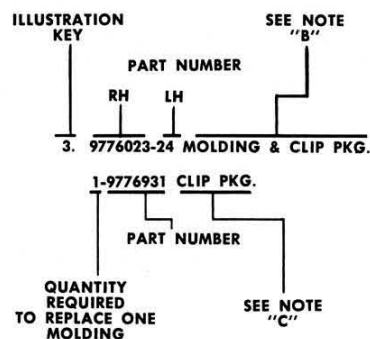 ILLUSTRATION
KEY
SEE NOTE
"B"
PART NUMBER
RH LH
3. 9776023-24 MOLDING & CLIP PKG.
1-9776931 CLIP PKG.
PART NUMBER
QUANTITY
REQUIRED
TO REPLACE ONE
MOLDING
SEE NOTE
"C"